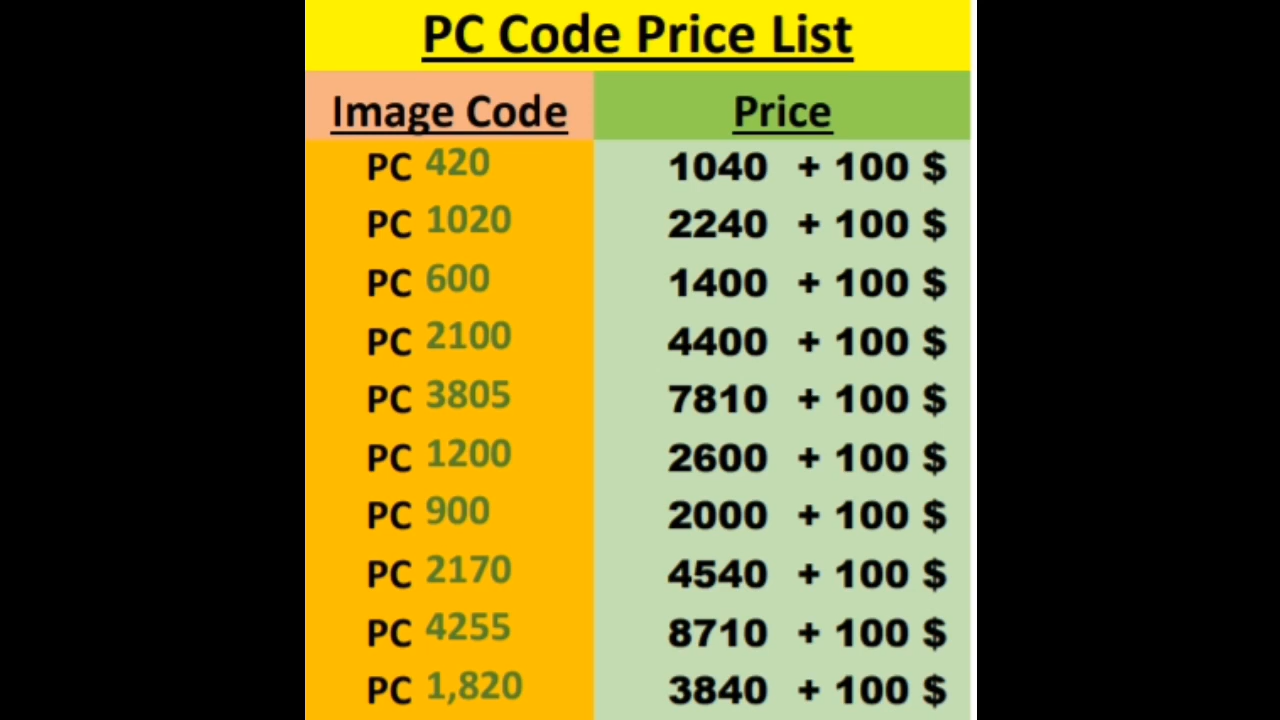 PC Code Price List
Image Code Price
PC 420 1040 + 100 $
PC 1020 2240 + 100 $
PC 600 1400 + 100 $
PC 2100 4400 + 100 $
PC 3805 7810 + 100 $
PC 1200 2600 + 100 $
PC 900 2000 + 100 $
PC 2170 4540 + 100 $
PC 4255 8710 + 100 $
PC 1,820 3840 + 100 $